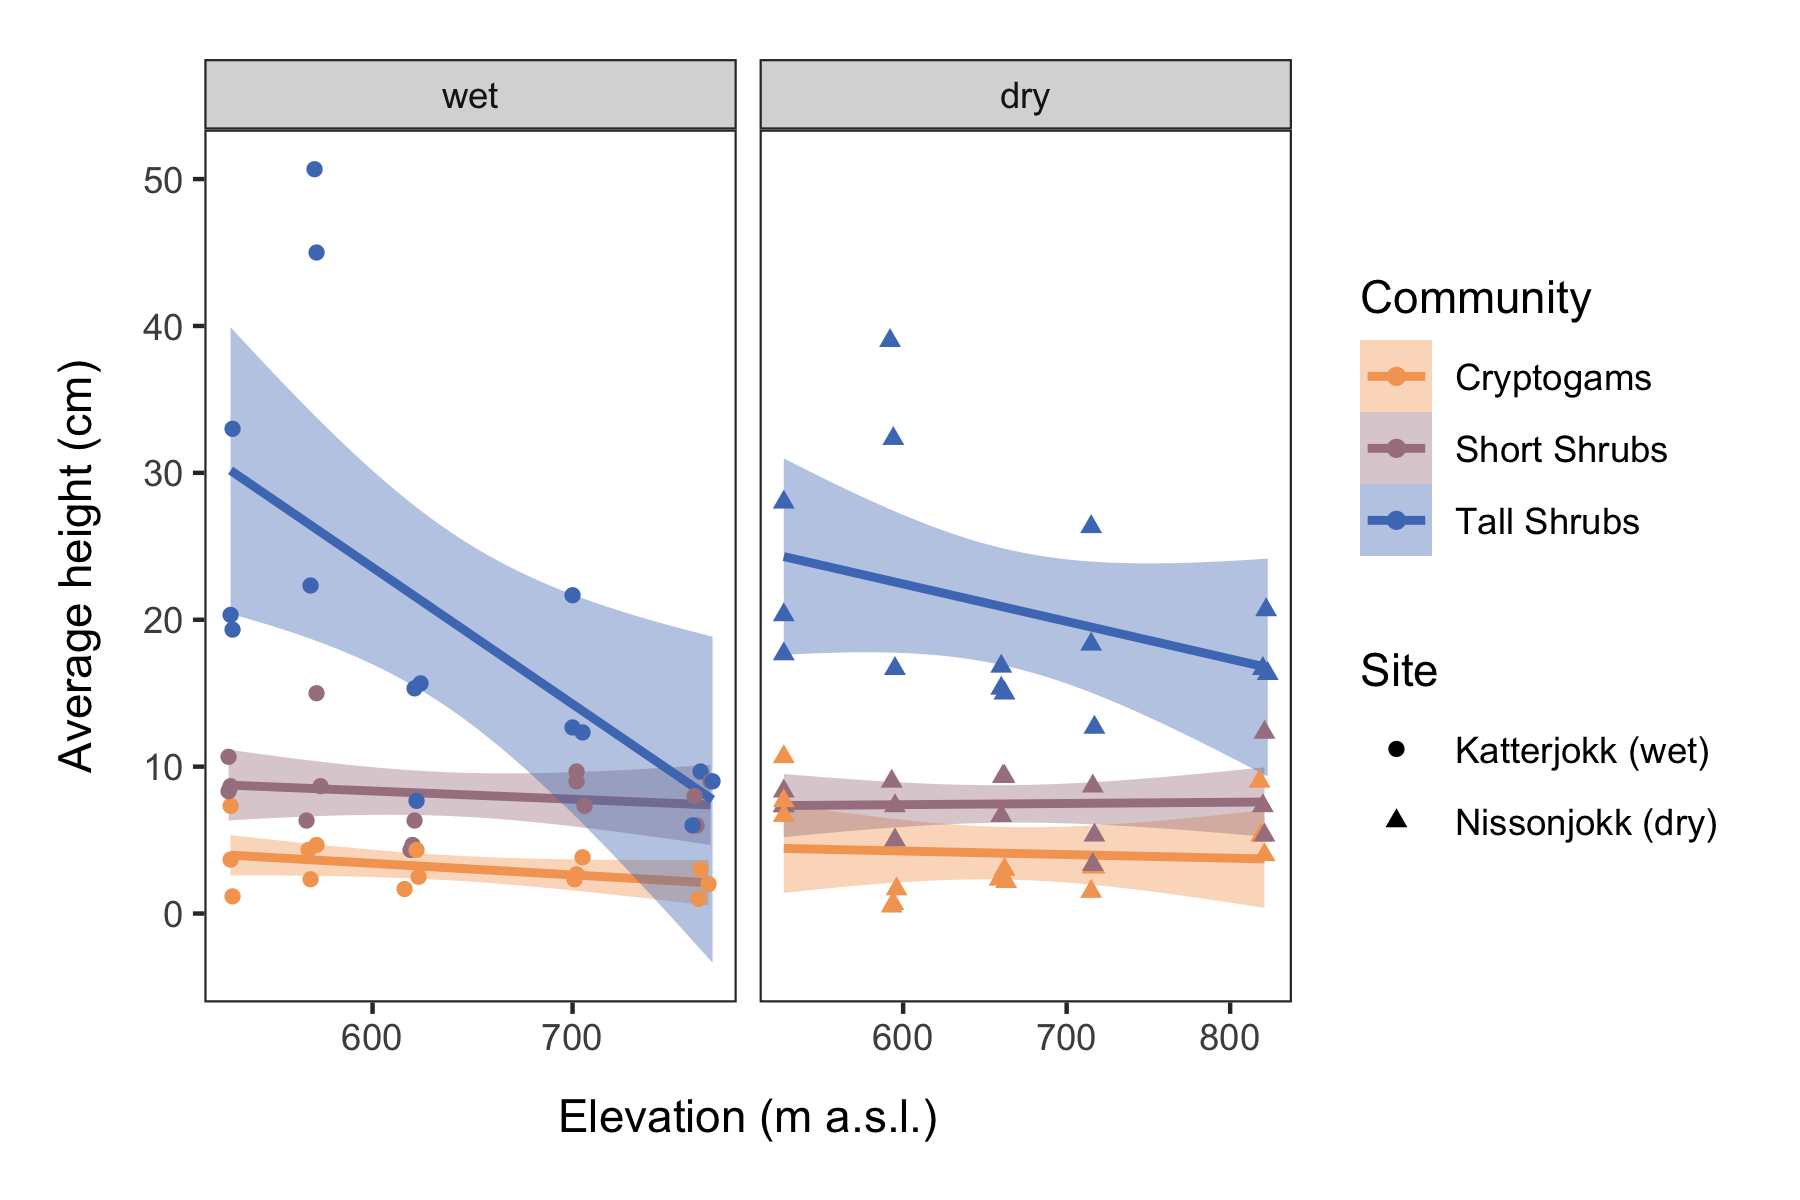 wet
dry
50
40
30
20
10
0
Average height (cm)
600
700
600
700
800
Elevation (m a.s.l.)
Community
Cryptogams
Short Shrubs
Tall Shrubs
Site
Katterjokk (wet)
Nissonjokk (dry)